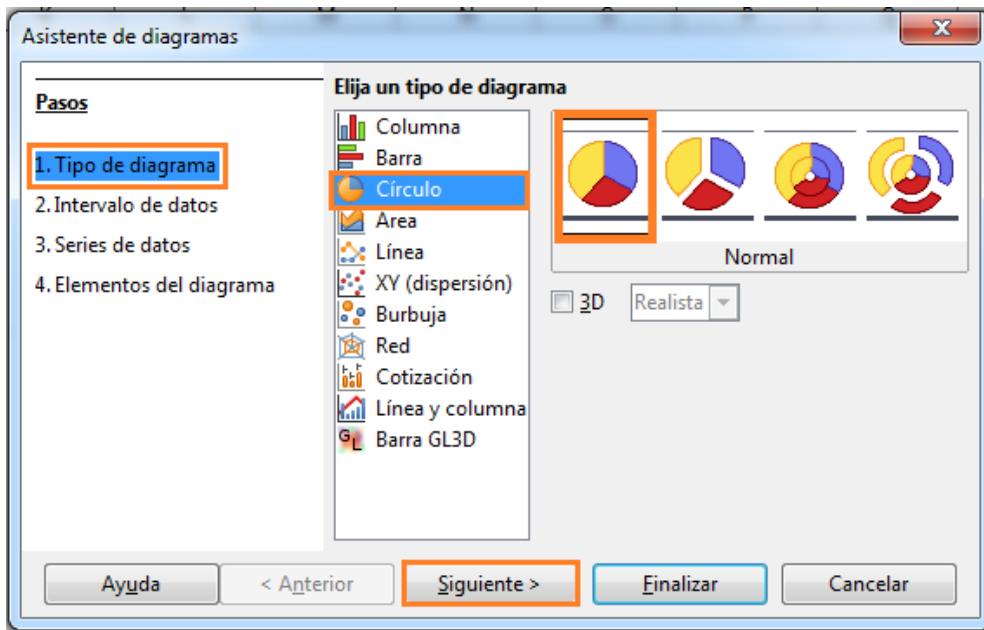 Asistente de diagramas
Pasos
1. Tipo de diagrama
2. Intervalo de datos
3. Series de datos
4. Elementos del diagrama
Elija un tipo de diagrama
Columna
Barra
Círculo
Area
Línea
XY (dispersión)
Burbuja
Red
Cotización
Línea y columna
GL Barra GL3D
Normal
3D Realista
Ayuda < Anterior Siguiente > Finalizar Cancelar